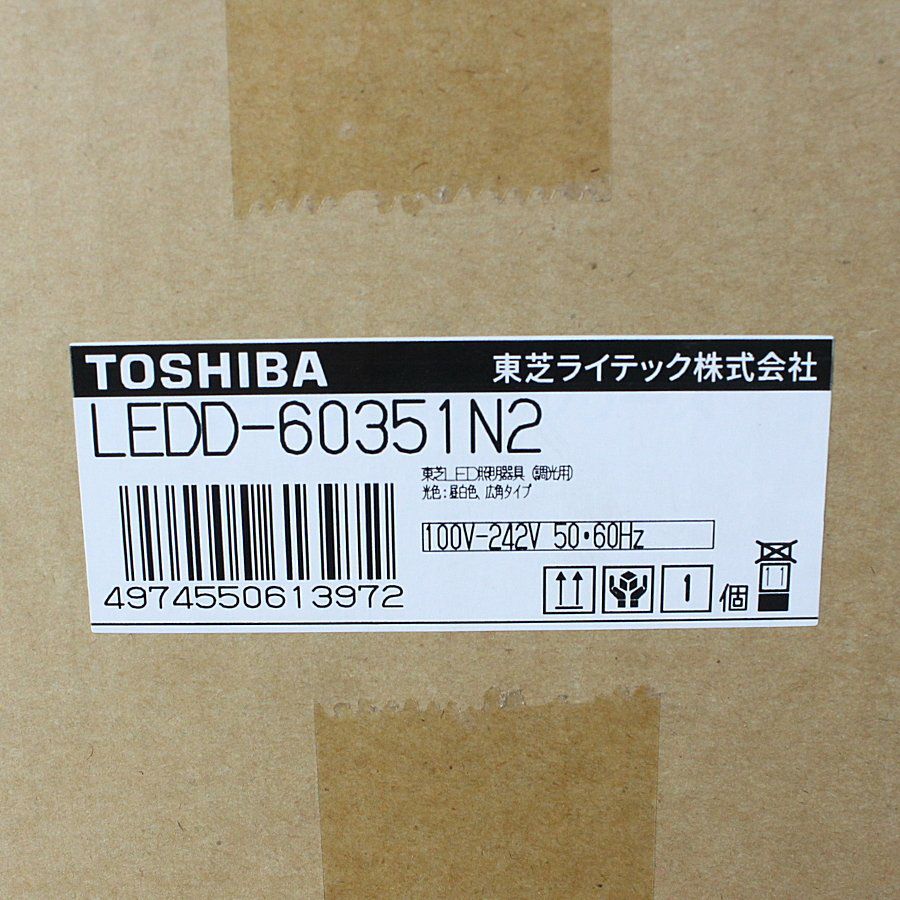 TOSHIBA 東芝ライテック株式会社
LEDD-60351N2
東芝LED照明器具(調光用)
光色:昼白色、広角タイプ
100V-242V 50・60Hz
4974550613972
1 個